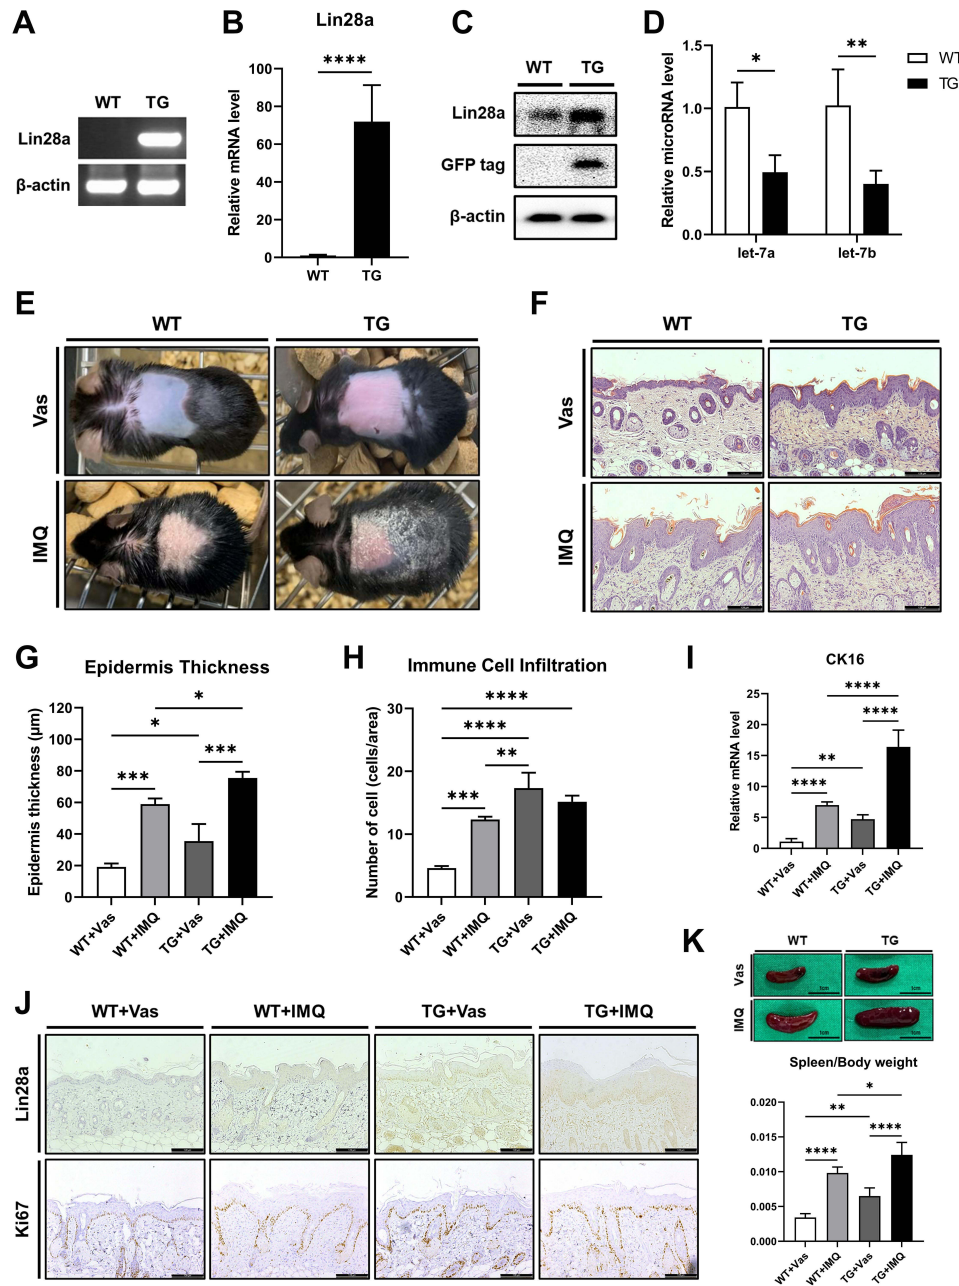 A
WT TG
Lin28a
β-actin
B
Lin28a
****
Relative mRNA level
100
80
60
40
20
0
WT TG
C
WT TG
Lin28a
GFP tag
β-actin
D
Relative microRNA level
1.5
1.0
0.5
0.0
*
**
let-7a let-7b
WT
TG
E
WT TG
Vas
IMQ
F
WT TG
Vas
IMQ
G
Epidermis Thickness
Epidermis thickness (μm)
120
100
80
60
40
20
0
*
*
***
***
WT+Vas WT+IMQ TG+Vas TG+IMQ
H
Immune Cell Infiltration
Number of cell (cells/area)
30
20
10
0
****
****
**
***
WT+Vas WT+IMQ TG+Vas TG+IMQ
I
CK16
Relative mRNA level
25
20
15
10
5
0
****
****
**
****
WT+Vas WT+IMQ TG+Vas TG+IMQ
J
WT+Vas WT+IMQ TG+Vas TG+IMQ
Lin28a
Ki67
K
WT TG
Vas
1cm 1cm
IMQ
1cm 1cm
Spleen/Body weight
0.020
0.015
0.010
0.005
0.000
*
**
****
****
WT+Vas WT+IMQ TG+Vas TG+IMQ